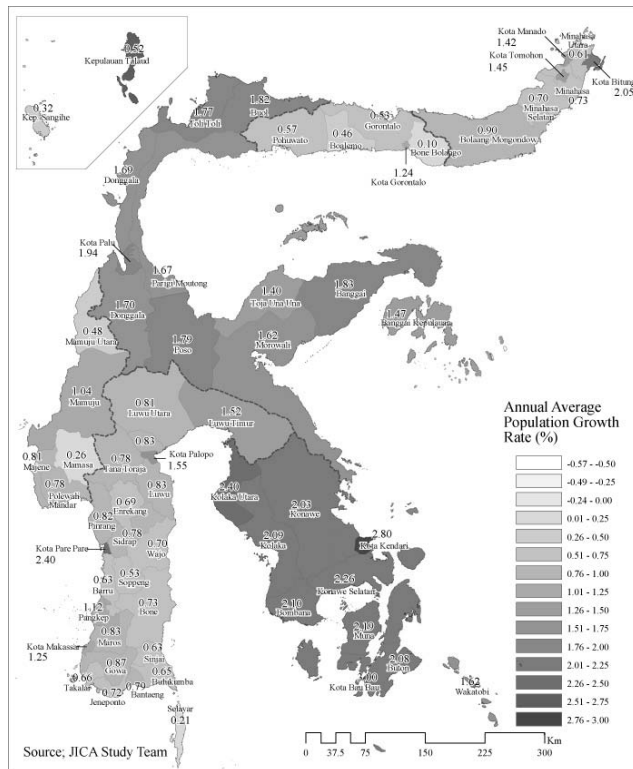 0.52
Kepulauan Talaud
0.32
Kep. Sangihe
Kota Manado
1.42
Minahasa
Utara
0.61
Kota Tomohon
1.45
Kota Bitung
2.05
Minahasa
0.73
0.70
Minahasa
Selatan
0.90
Bolaang Mongondow
1.82
Buol
1.77
Toli-Toli
0.57
Pohuwato
0.46
Boalemo
0.53
Gorontalo
0.10
Bone Bolango
1.24
Kota Gorontalo
1.69
Donggala
Kota Palu
1.94
1.67
Parigi Moutong
1.70
Donggala
1.40
Tojo Una-Una
1.83
Banggai
1.47
Banggai Kepulauan
1.62
Morowali
1.79
Poso
0.48
Mamuju Utara
1.04
Mamuju
0.81
Luwu Utara
1.52
Luwu Timur
0.81
Majene
0.26
Mamasa
0.78
Polewali
Mandar
0.83
0.78
Tana Toraja
Kota Palopo
1.55
0.83
Luwu
0.69
Enrekang
0.82
Pinrang
0.78
Sidrap
0.70
Wajo
Kota Pare Pare
2.40
0.53
Soppeng
0.63
Barru
0.73
Bone
1.12
Pangkep
0.83
Maros
Kota Makassar
1.25
0.63
Sinjai
0.87
Gowa
0.65
Bulukumba
0.66
Takalar
0.72
Jeneponto
0.79
Bantaeng
Selayar
0.21
2.40
Kolaka Utara
2.03
Konawe
2.09
Kolaka
2.80
Kota Kendari
2.26
Konawe Selatan
2.10
Bombana
2.19
Muna
2.08
Buton
Kota Bau Bau
1.62
Wakatobi
Annual Average
Population Growth
Rate (%)
-0.57 - -0.50
-0.49 - -0.25
-0.24 - 0.00
0.01 - 0.25
0.26 - 0.50
0.51 - 0.75
0.76 - 1.00
1.01 - 1.25
1.26 - 1.50
1.51 - 1.75
1.76 - 2.00
2.01 - 2.25
2.26 - 2.50
2.51 - 2.75
2.76 - 3.00
Km
0 37.5 75 150 225 300
Source; JICA Study Team